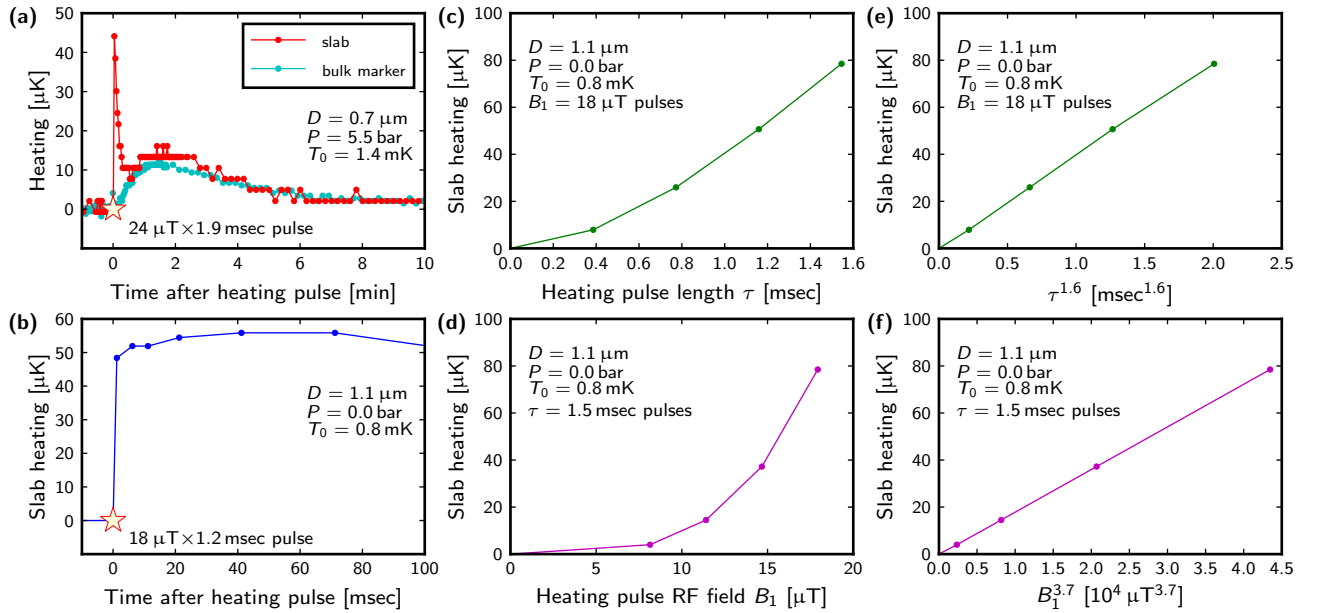 (a)
50
40
30
20
10
0
Heating [μK]
slab
bulk marker
D = 0.7 μm
P = 5.5 bar
T₀ = 1.4 mK
24 μT×1.9 msec pulse
0 2 4 6 8 10
Time after heating pulse [min]
(b)
60
50
40
30
20
10
0
Slab heating [μK]
D = 1.1 μm
P = 0.0 bar
T₀ = 0.8 mK
18 μT×1.2 msec pulse
0 20 40 60 80 100
Time after heating pulse [msec]
(c)
100
80
60
40
20
0
Slab heating [μK]
D = 1.1 μm
P = 0.0 bar
T₀ = 0.8 mK
B₁ = 18 μT pulses
0.0 0.4 0.8 1.2 1.6
Heating pulse length τ [msec]
(d)
100
80
60
40
20
0
Slab heating [μK]
D = 1.1 μm
P = 0.0 bar
T₀ = 0.8 mK
τ = 1.5 msec pulses
0 5 10 15 20
Heating pulse RF field B₁ [μT]
(e)
100
80
60
40
20
0
Slab heating [μK]
D = 1.1 μm
P = 0.0 bar
T₀ = 0.8 mK
B₁ = 18 μT pulses
0.0 0.5 1.0 1.5 2.0 2.5
τ^1.6 [msec^1.6]
(f)
100
80
60
40
20
0
Slab heating [μK]
D = 1.1 μm
P = 0.0 bar
T₀ = 0.8 mK
τ = 1.5 msec pulses
0.0 0.5 1.0 1.5 2.0 2.5 3.0 3.5 4.0 4.5
B₁^3.7 [10⁴ μT^3.7]